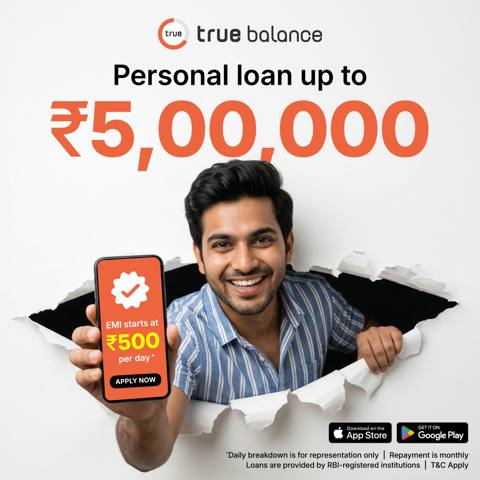 true
true balance
Personal loan up to
₹5,00,000
EMI starts at
₹500
per day*
APPLY NOW
Download on the
App Store
GET IT ON
Google Play
*Daily breakdown is for representation only | Repayment is monthly
Loans are provided by RBI-registered institutions | T&C Apply